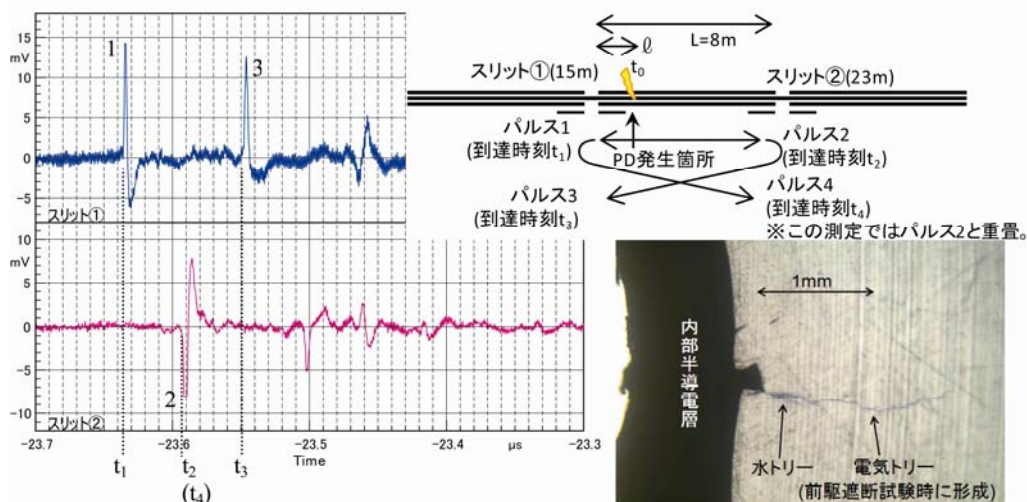 15
mV
10
5
0
-5
1
3
スリット①
10
mV
5
0
-5
-10
2
スリット②
-23.7
-23.6
-23.5
-23.4
μs
-23.3
Time
t₁
t₂
t₃
(t₄)
L=8m
ℓ
t₀
スリット①(15m)
スリット②(23m)
パルス1
(到達時刻t₁)
PD発生箇所
パルス2
(到達時刻t₂)
パルス3
(到達時刻t₃)
パルス4
(到達時刻t₄)
※この測定ではパルス2と重畳。
1mm
内部半導電層
水トリー
電気トリー
(前駆遮断試験時に形成)